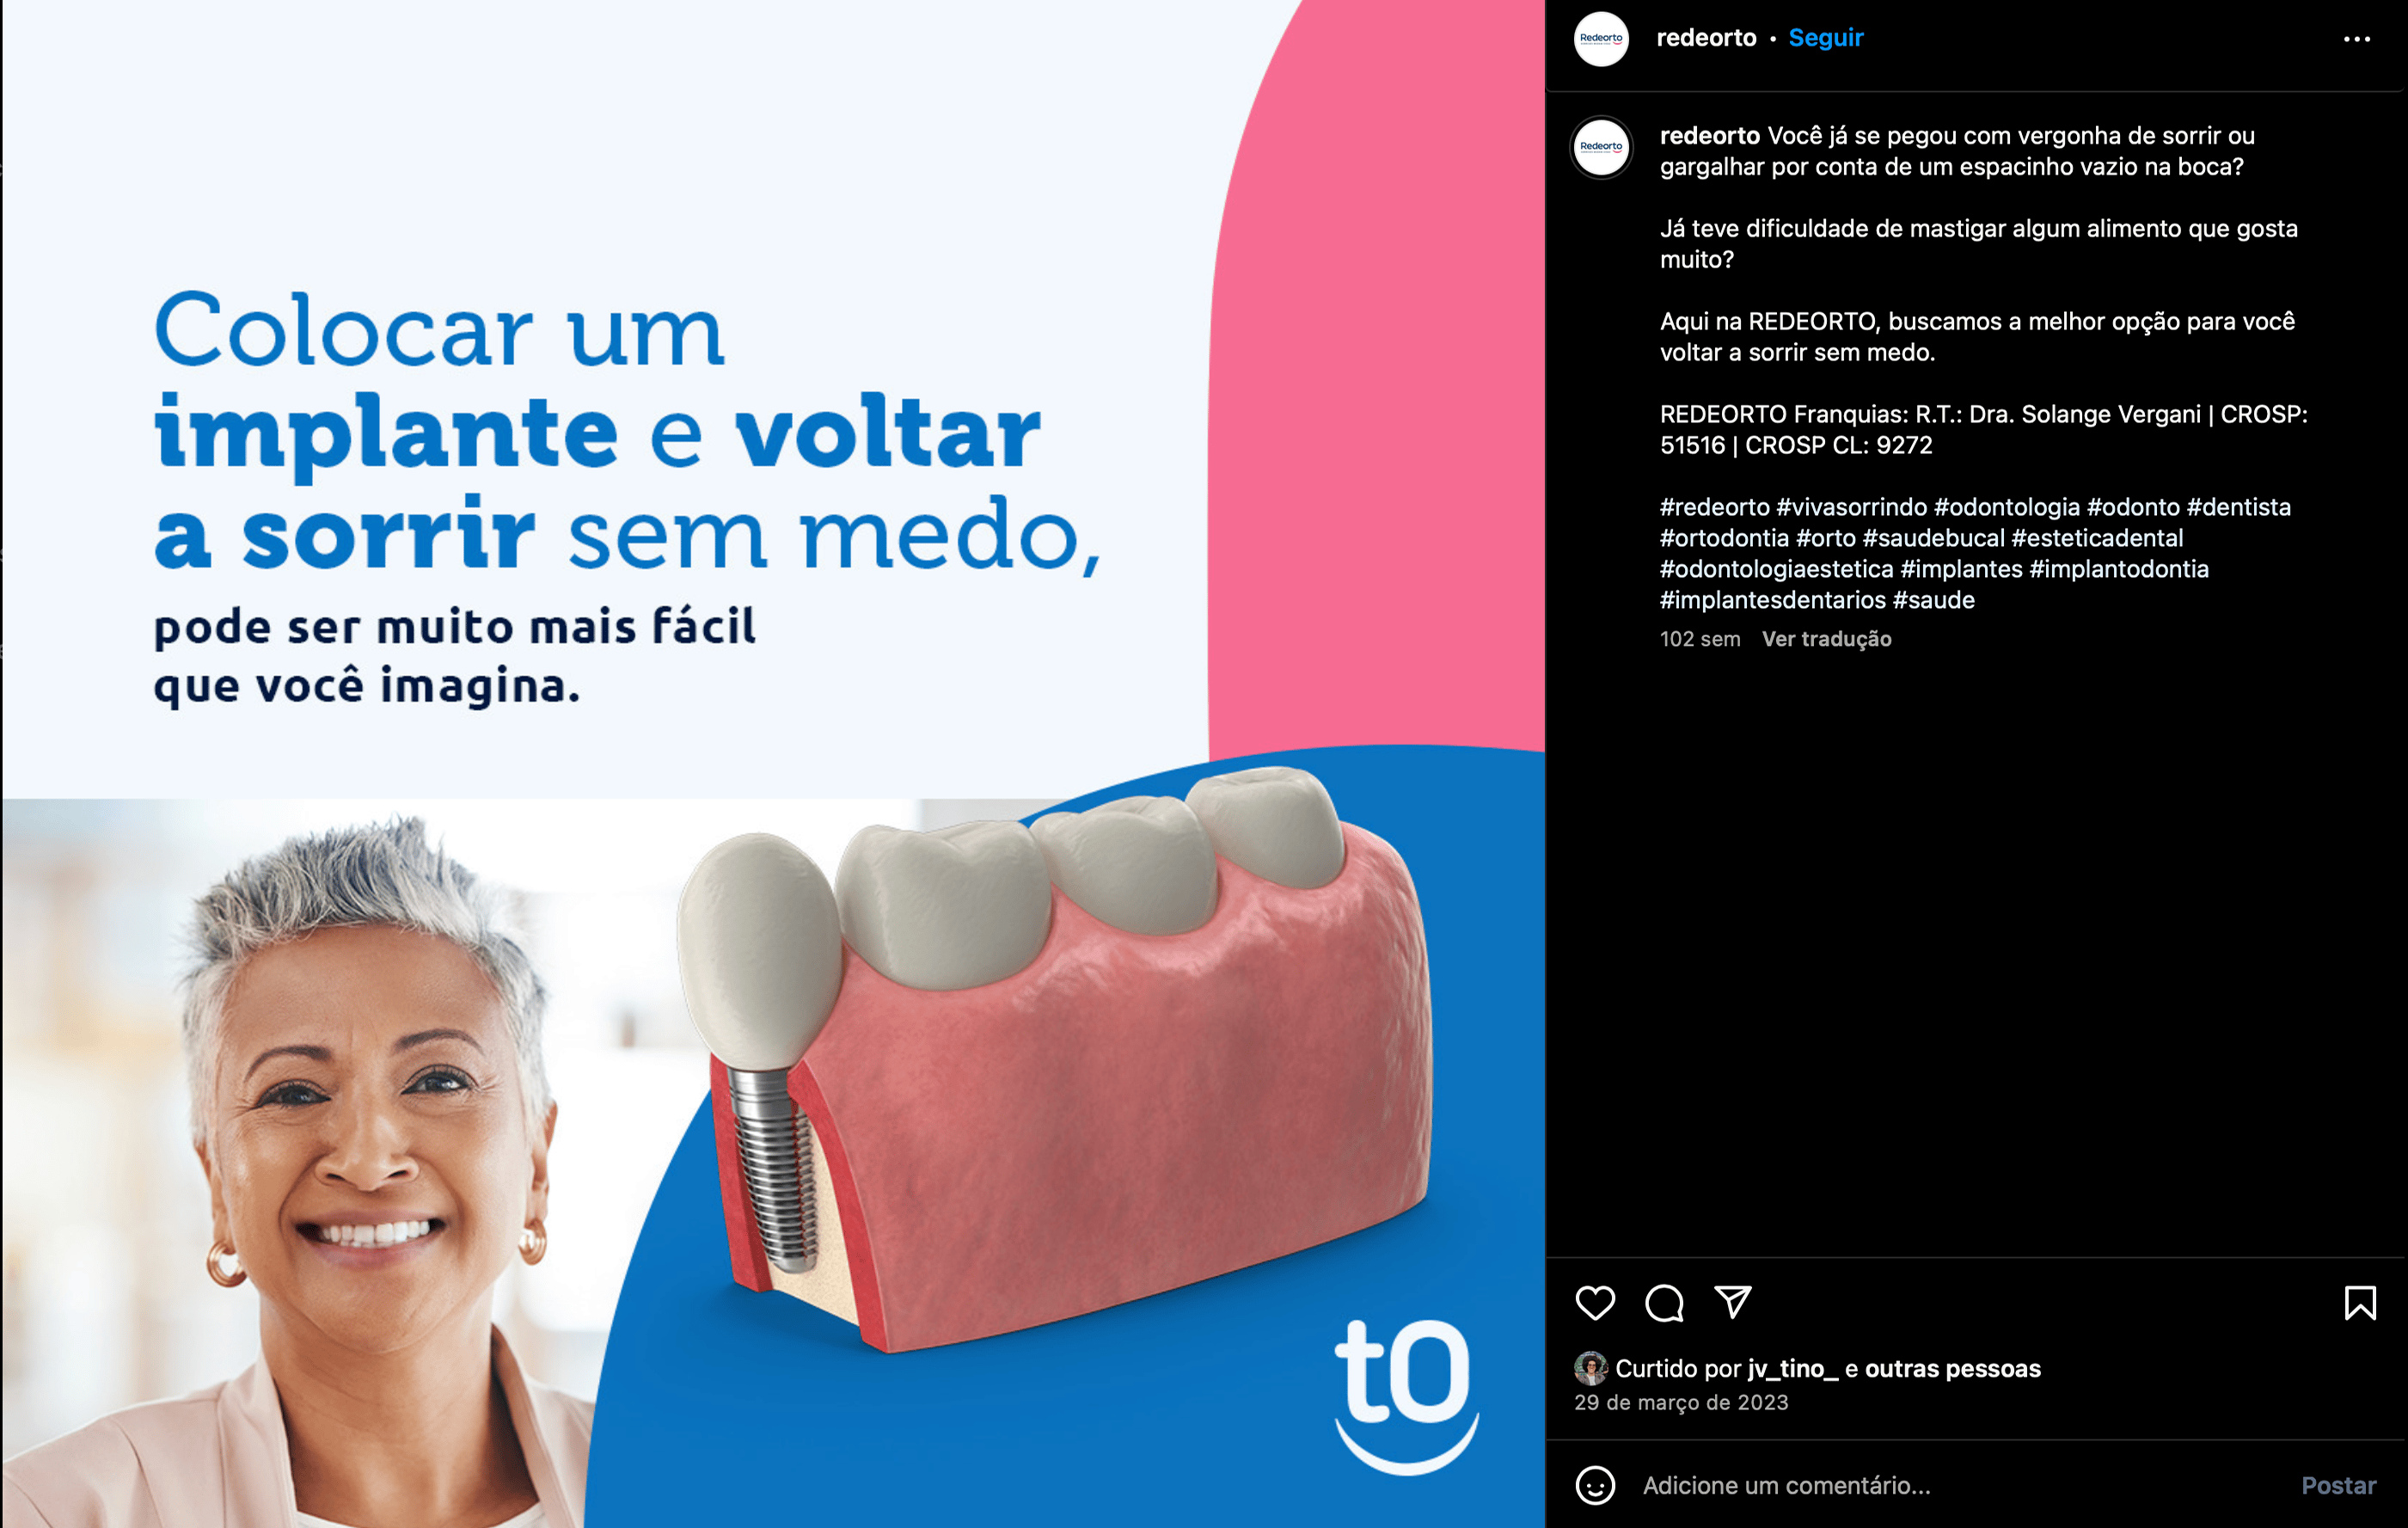 Colocar um
implante e voltar
a sorrir sem medo,
pode ser muito mais fácil
que você imagina.
tO
Redeorto
redeorto • Seguir
Redeorto
redeorto Você já se pegou com vergonha de sorrir ou
gargalhar por conta de um espacinho vazio na boca?
Já teve dificuldade de mastigar algum alimento que gosta
muito?
Aqui na REDEORTO, buscamos a melhor opção para você
voltar a sorrir sem medo.
REDEORTO Franquias: R.T.: Dra. Solange Vergani | CROSP:
51516 | CROSP CL: 9272
#redeorto #vivasorrindo #odontologia #odonto #dentista
#ortodontia #orto #saudebucal #esteticadental
#odontologiaestetica #implantes #implantodontia
#implantesdentarios #saude
102 sem Ver tradução
Curtido por jv_tino_ e outras pessoas
29 de março de 2023
Adicione um comentário...
Postar